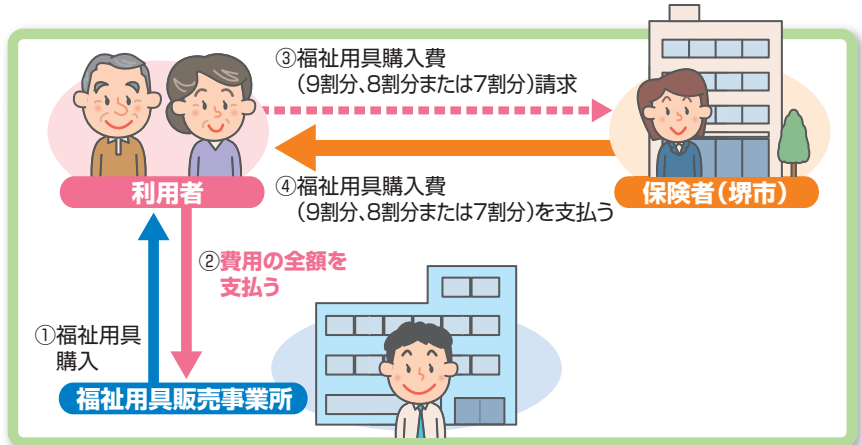 ③福祉用具購入費
（9割分、8割分または7割分）請求
利用者
④福祉用具購入費
（9割分、8割分または7割分）を支払う
保険者（堺市）
②費用の全額を
支払う
①福祉用具
購入
福祉用具販売事業所